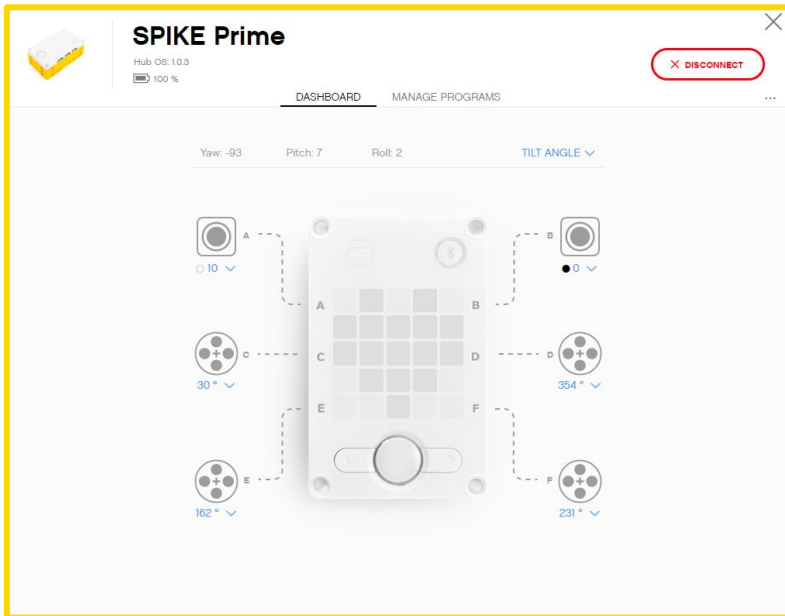 SPIKE Prime
Hub OS: 1.0.3
100 %
× DISCONNECT
DASHBOARD MANAGE PROGRAMS
...
Yaw: -93 Pitch: 7 Roll: 2 TILT ANGLE
A B
10 0
A B
C C D D
30 ° 354 °
E F
E F
162 ° 231 °